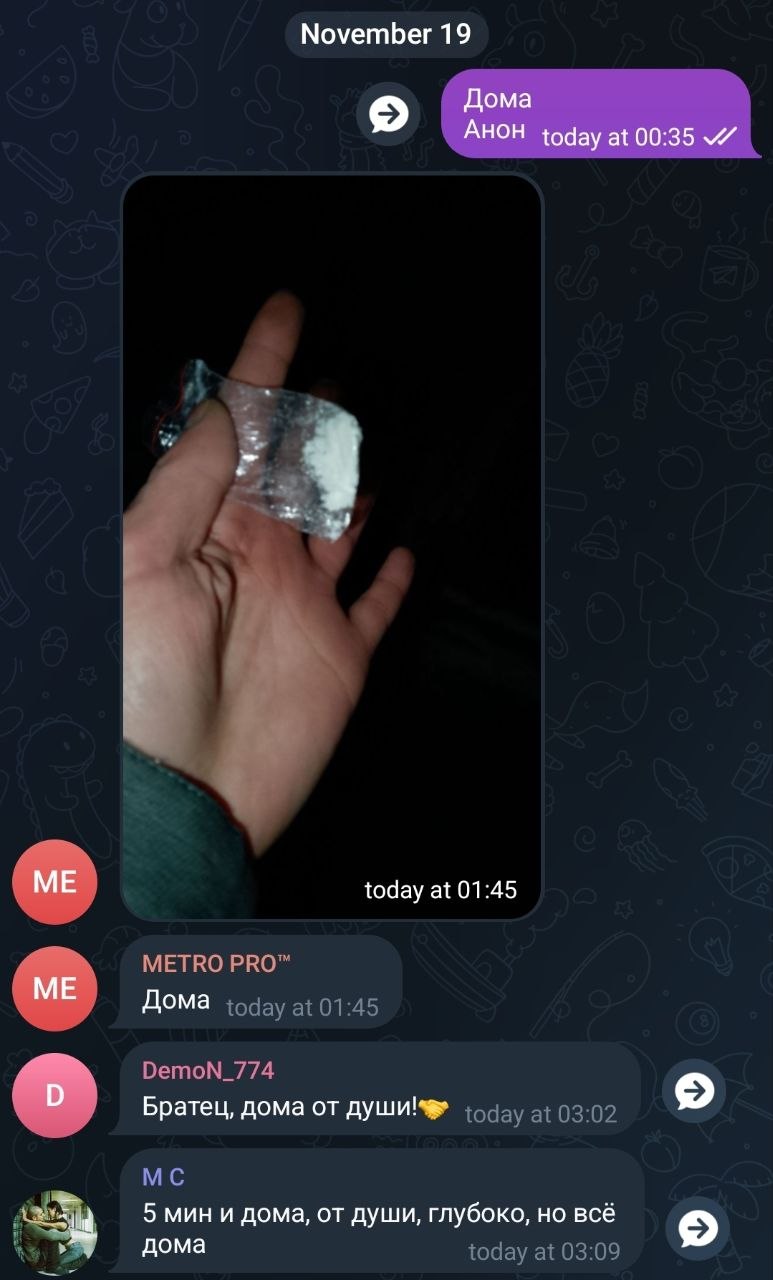 November 19
Дома
Анон today at 00:35
today at 01:45
ME
ME
METRO PRO™
Дома today at 01:45
D
DemoN_774
Братец, дома от души!🤝 today at 03:02
M C
5 мин и дома, от души, глубоко, но всё
дома today at 03:09